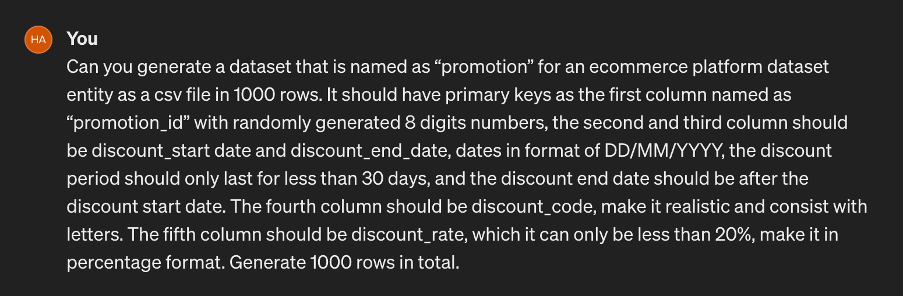 HA You
Can you generate a dataset that is named as “promotion” for an ecommerce platform dataset
entity as a csv file in 1000 rows. It should have primary keys as the first column named as
“promotion_id” with randomly generated 8 digits numbers, the second and third column should
be discount_start date and discount_end_date, dates in format of DD/MM/YYYY, the discount
period should only last for less than 30 days, and the discount end date should be after the
discount start date. The fourth column should be discount_code, make it realistic and consist with
letters. The fifth column should be discount_rate, which it can only be less than 20%, make it in
percentage format. Generate 1000 rows in total.